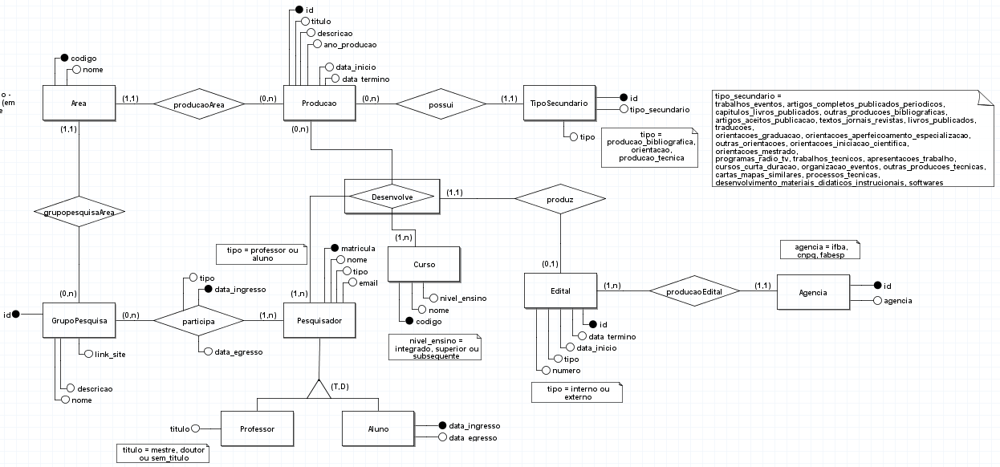 id
titulo
descricao
ano_producao
data_inicio
data_termino
codigo
nome
o -
(em
e
Area
(1,1)
producaoArea
(0,n)
Producao
(0,n)
possui
(1,1)
TipoSecundario
id
tipo_secundario
tipo
tipo =
producao_bibliografica,
orientacao,
producao_tecnica
tipo_secundario =
trabalhos_eventos, artigos_completos_publicados_periodicos,
capitulos_livros_publicados, outras_producoes_bibliograficas,
artigos_aceitos_publicacao, textos_jornais_revistas, livros_publicados,
traducoes,
orientacoes_graduacao, orientacoes_aperfeicoamento_especializacao,
outras_orientacoes, orientacoes_iniciacao_cientifica,
orientacoes_mestrado,
programas_radio_tv, trabalhos_tecnicos, apresentacoes_trabalho,
cursos_curta_duracao, organizacao_eventos, outras_producoes_tecnicas,
cartas_mapas_similares, processos_tecnicas,
desenvolvimento_materiais_didaticos_instrucionais, softwares
(1,1)
(0,n)
Desenvolve
(1,1)
produz
grupopesquisaArea
(1,n)
tipo = professor ou
aluno
matricula
nome
tipo
email
Curso
nivel_ensino
nome
codigo
nivel_ensino =
integrado, superior ou
subsequente
(0,1)
agencia = ifba,
cnpq, fabesp
Edital
(1,n)
producaoEdital
(1,1)
Agencia
id
agencia
id
data_termino
data_inicio
tipo
numero
tipo = interno ou
externo
(0,n)
id
GrupoPesquisa
(0,n)
tipo
data_ingresso
participa
data_egresso
(1,n)
(1,n)
Pesquisador
link_site
descricao
nome
(T,D)
titulo
Professor
titulo = mestre, doutor
ou sem_titulo
Aluno
data_ingresso
data_egresso